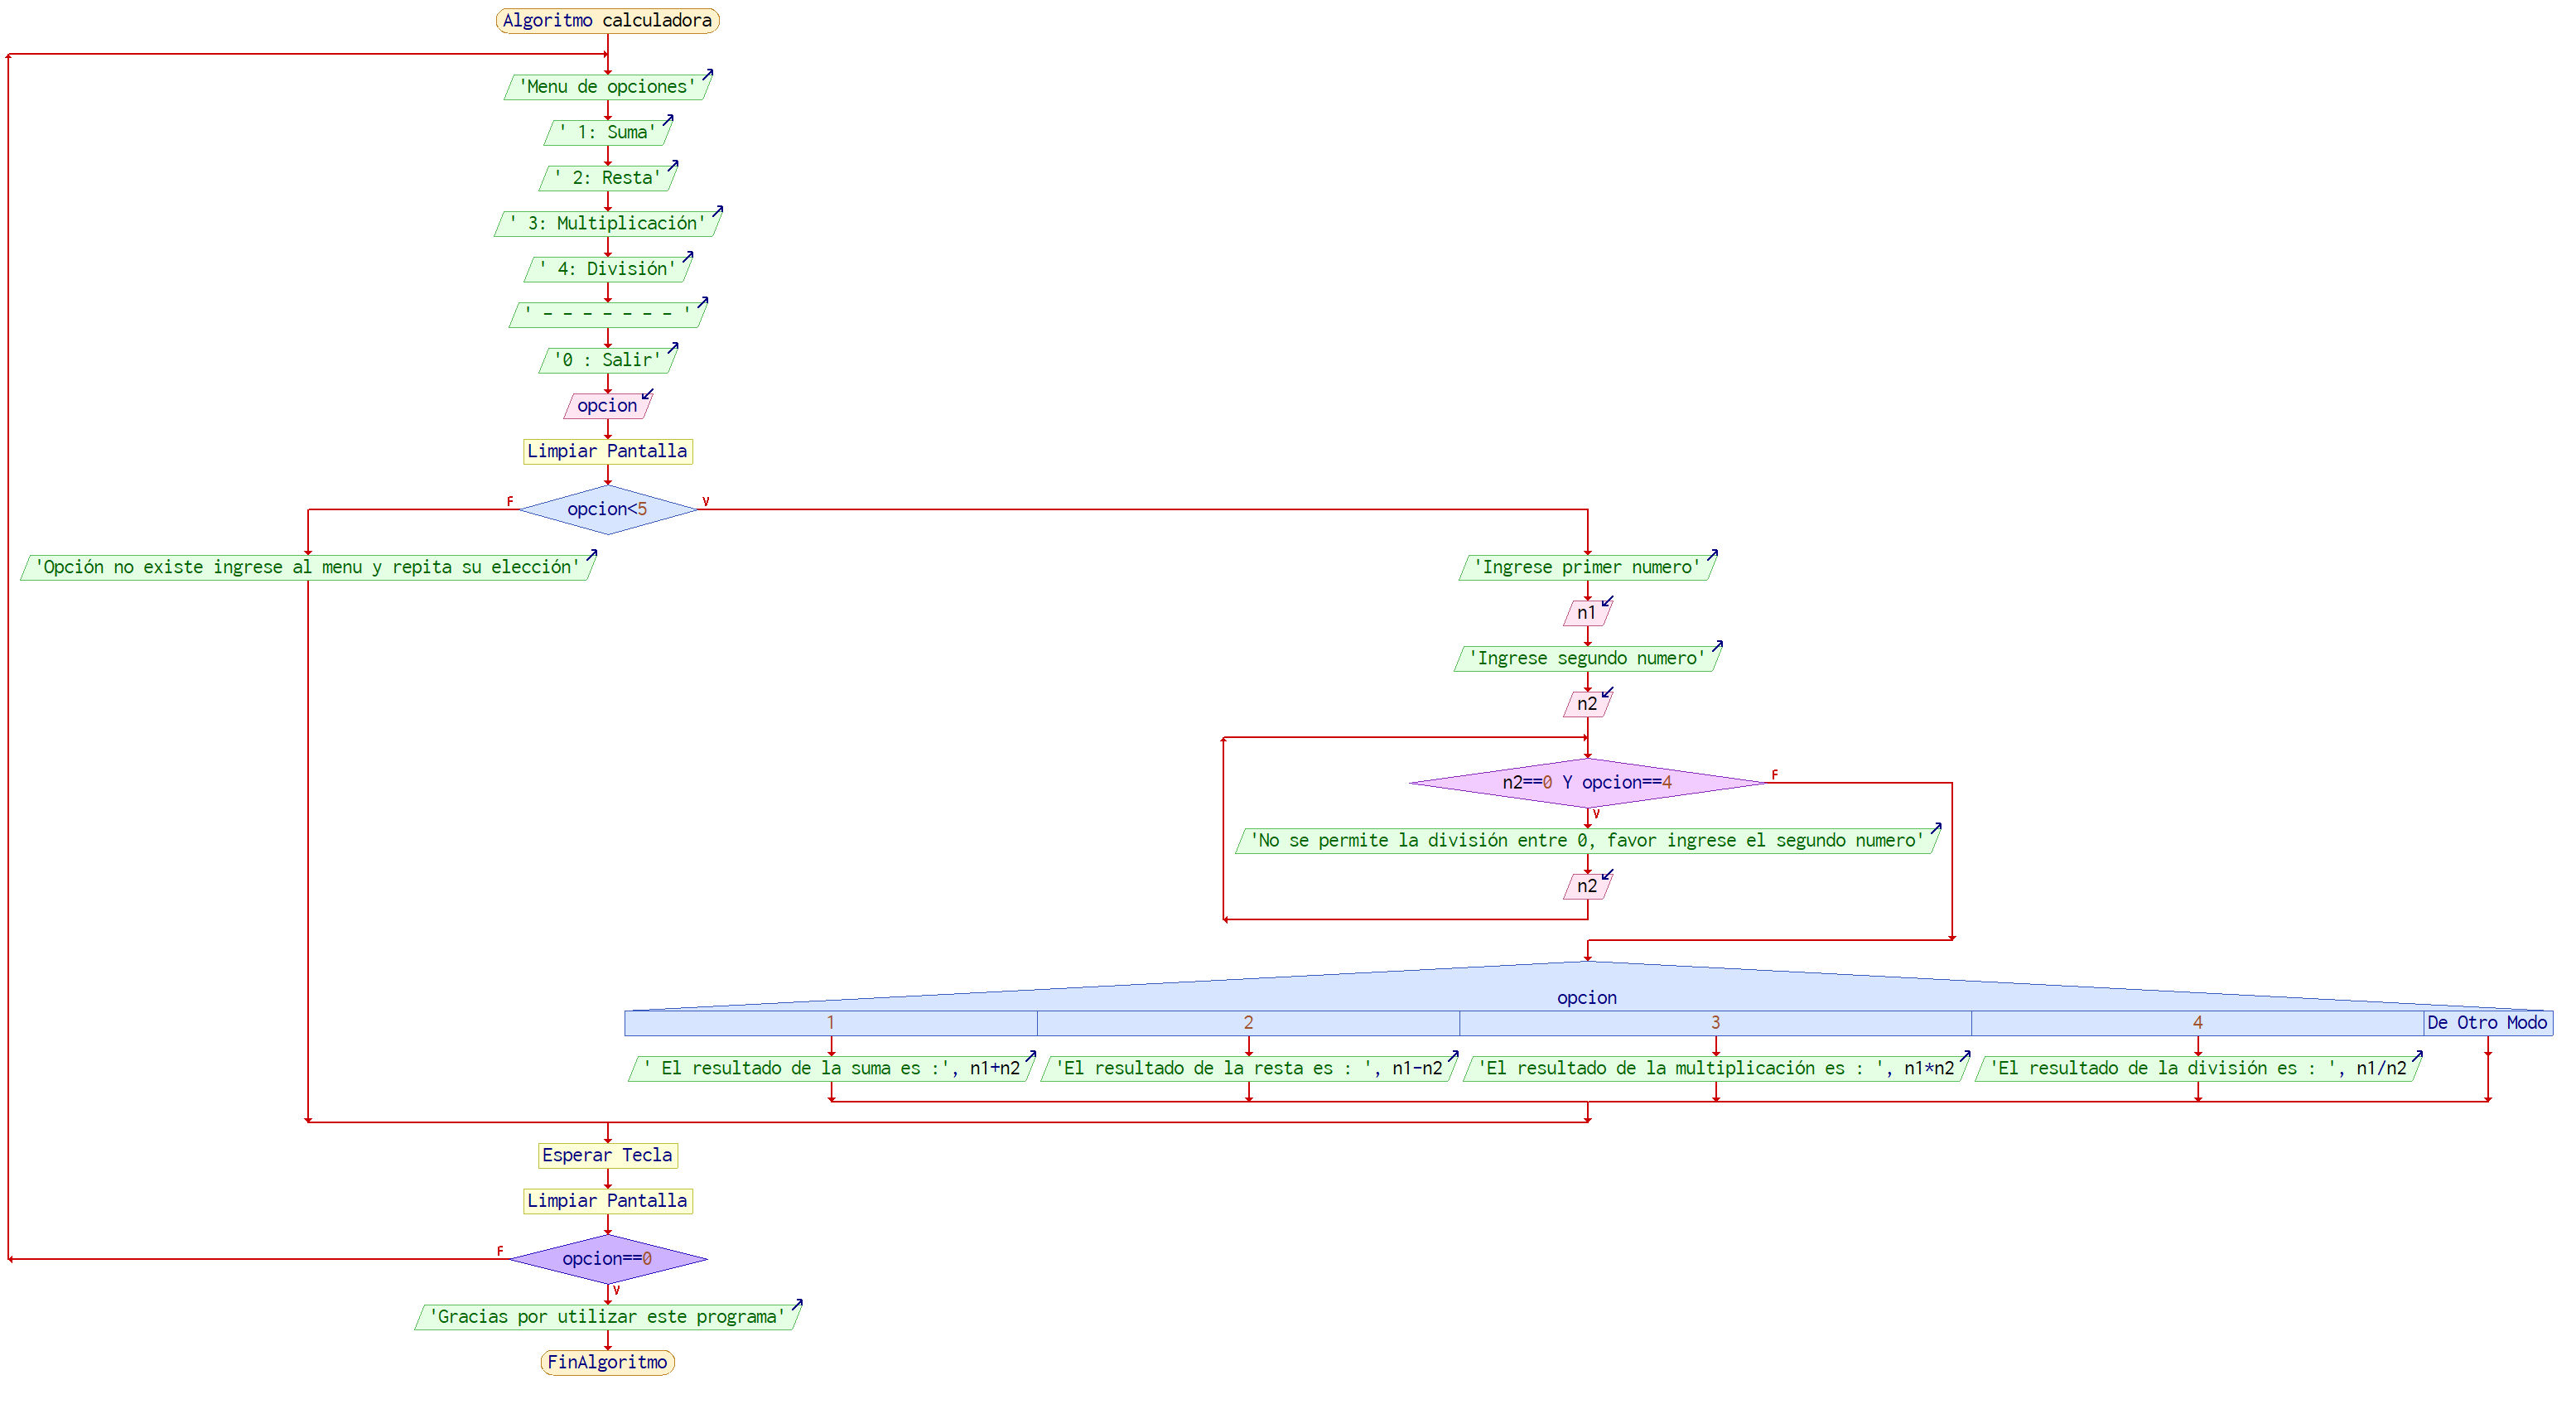 Algoritmo calculadora
'Menu de opciones'
' 1: Suma'
' 2: Resta'
' 3: Multiplicación'
' 4: División'
' - - - - - - - '
'0 : Salir'
opcion
Limpiar Pantalla
opcion<5
F
V
'Opción no existe ingrese al menu y repita su elección'
'Ingrese primer numero'
n1
'Ingrese segundo numero'
n2
n2==0 Y opcion==4
F
V
'No se permite la división entre 0, favor ingrese el segundo numero'
n2
opcion
1
2
3
4
De Otro Modo
' El resultado de la suma es :', n1+n2
'El resultado de la resta es : ', n1-n2
'El resultado de la multiplicación es : ', n1*n2
'El resultado de la división es : ', n1/n2
Esperar Tecla
Limpiar Pantalla
opcion==0
F
V
'Gracias por utilizar este programa'
FinAlgoritmo